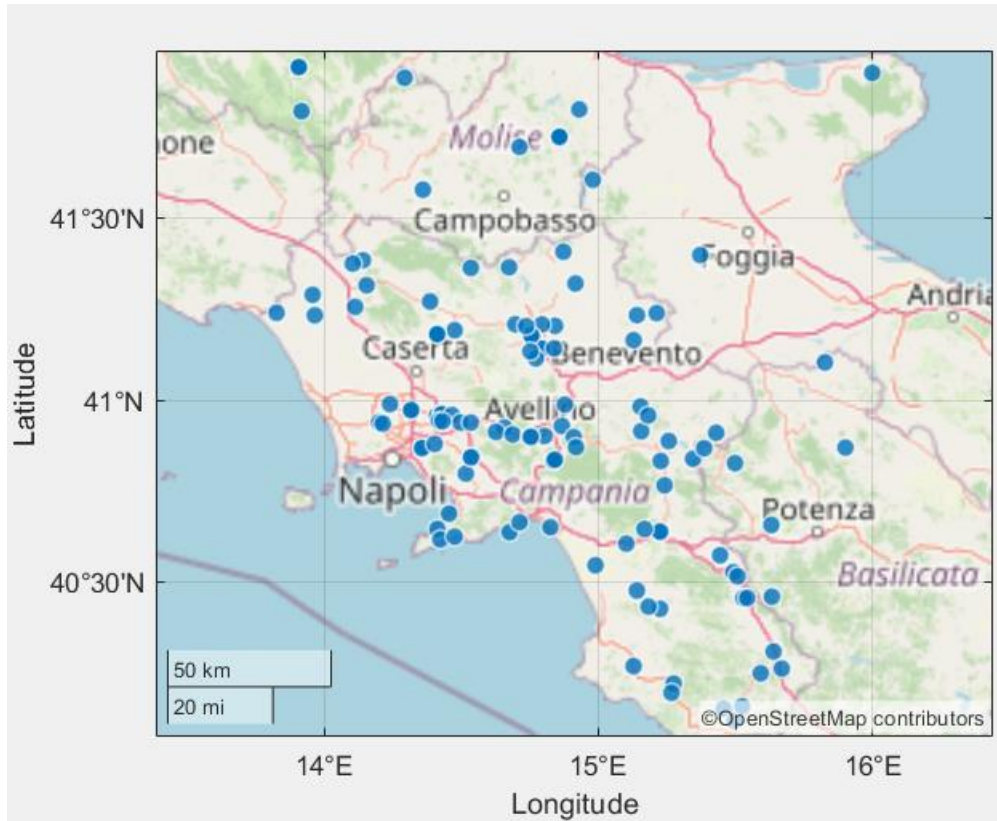 none
Molise
Campobasso
41°30'N
Foggia
Andria
Caserta
Benevento
41°N
Avellino
Latitude
Napoli
Campania
Potenza
40°30'N
Basilicata
50 km
20 mi
©OpenStreetMap contributors
14°E
15°E
16°E
Longitude